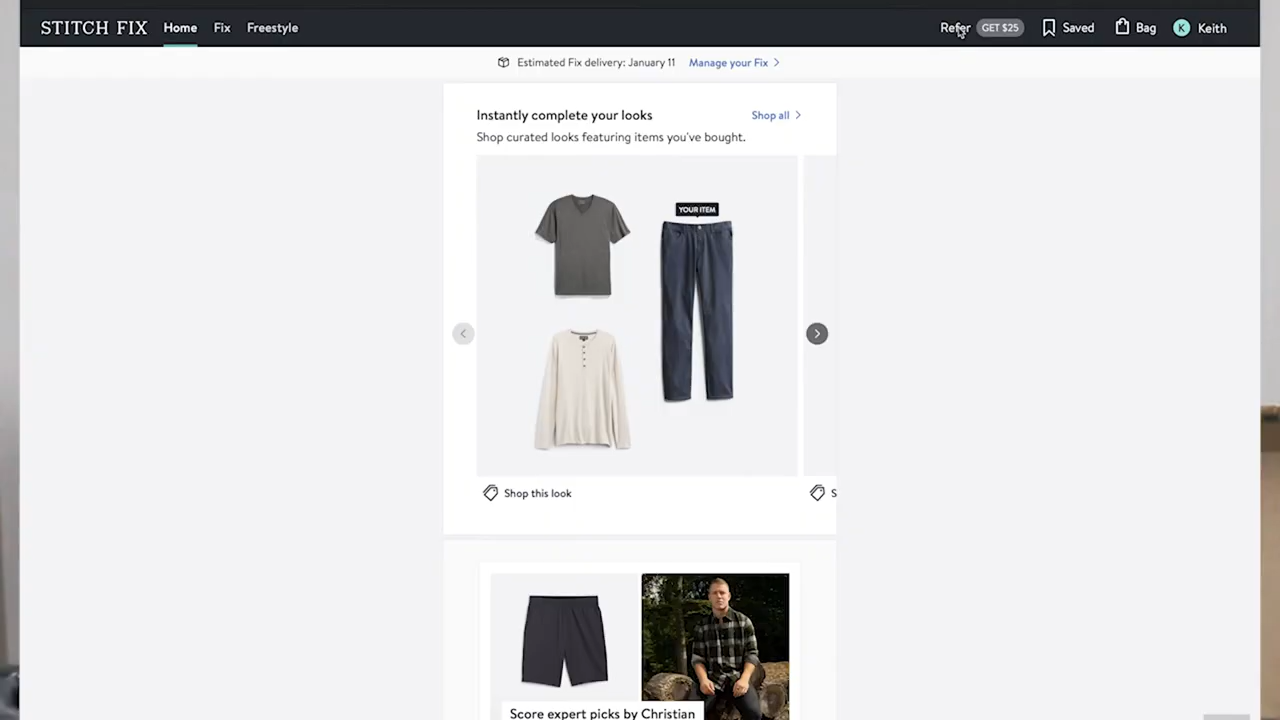 STITCH FIX Home Fix Freestyle Refer GET $25 Saved Bag K Keith
Estimated Fix delivery: January 11 Manage your Fix
Instantly complete your looks Shop all
Shop curated looks featuring items you've bought.
YOUR ITEM
Shop this look S
Score expert picks by Christian